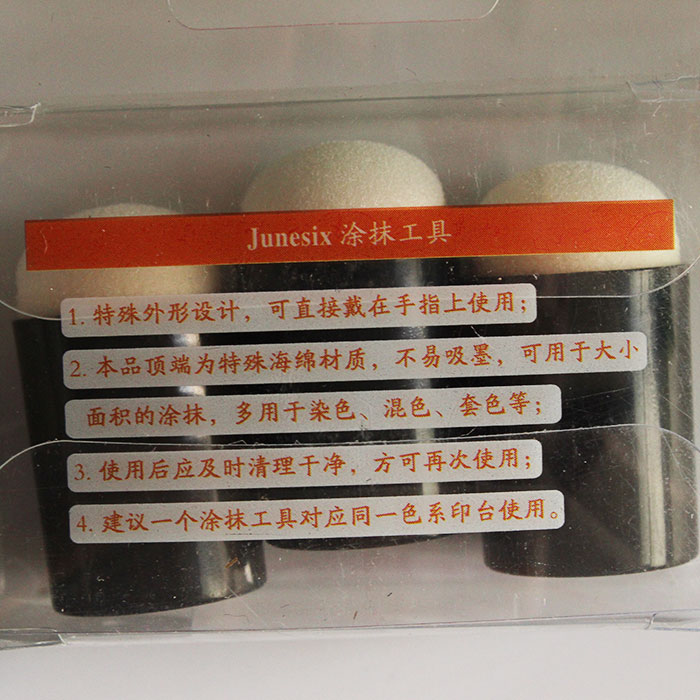 Junesix 涂抹工具
1. 特殊外形设计，可直接戴在手指上使用；
2. 本品顶端为特殊海绵材质，不易吸墨，可用于大小
面积的涂抹，多用于染色、混色、套色等；
3. 使用后应及时清理干净，方可再次使用；
4. 建议一个涂抹工具对应同一色系印台使用。